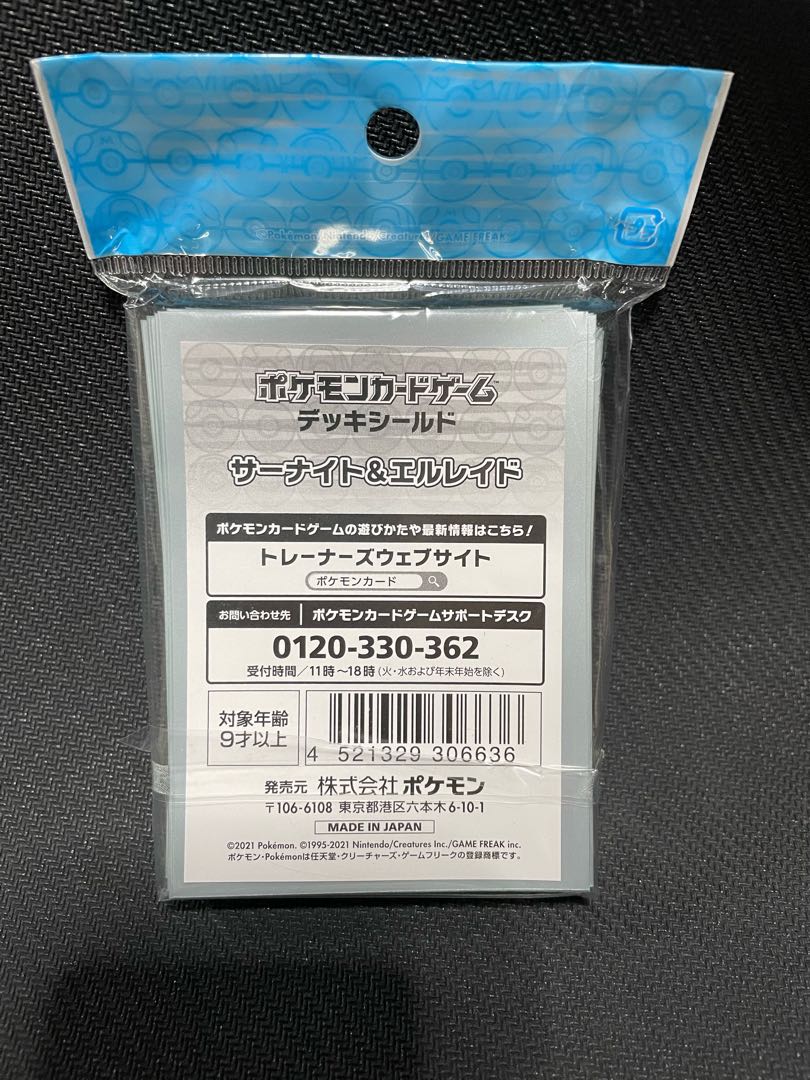 ©Pokémon, Nintendo/Creatures Inc./GAME FREAK
プラ
ポケモンカードゲーム™
デッキシールド
サーナイト&エルレイド
ポケモンカードゲームの遊びかたや最新情報はこちら!
トレーナーズウェブサイト
ポケモンカード
お問い合わせ先 ポケモンカードゲームサポートデスク
0120-330-362
受付時間/11時~18時(火・水および年末年始を除く)
対象年齢
9才以上
4 521329 306636
発売元 株式会社ポケモン
〒106-6108 東京都港区六本木6-10-1
MADE IN JAPAN
©2021 Pokémon. ©1995-2021 Nintendo/Creatures Inc./GAME FREAK inc.
ポケモン・Pokémonは任天堂・クリーチャーズ・ゲームフリークの登録商標です。